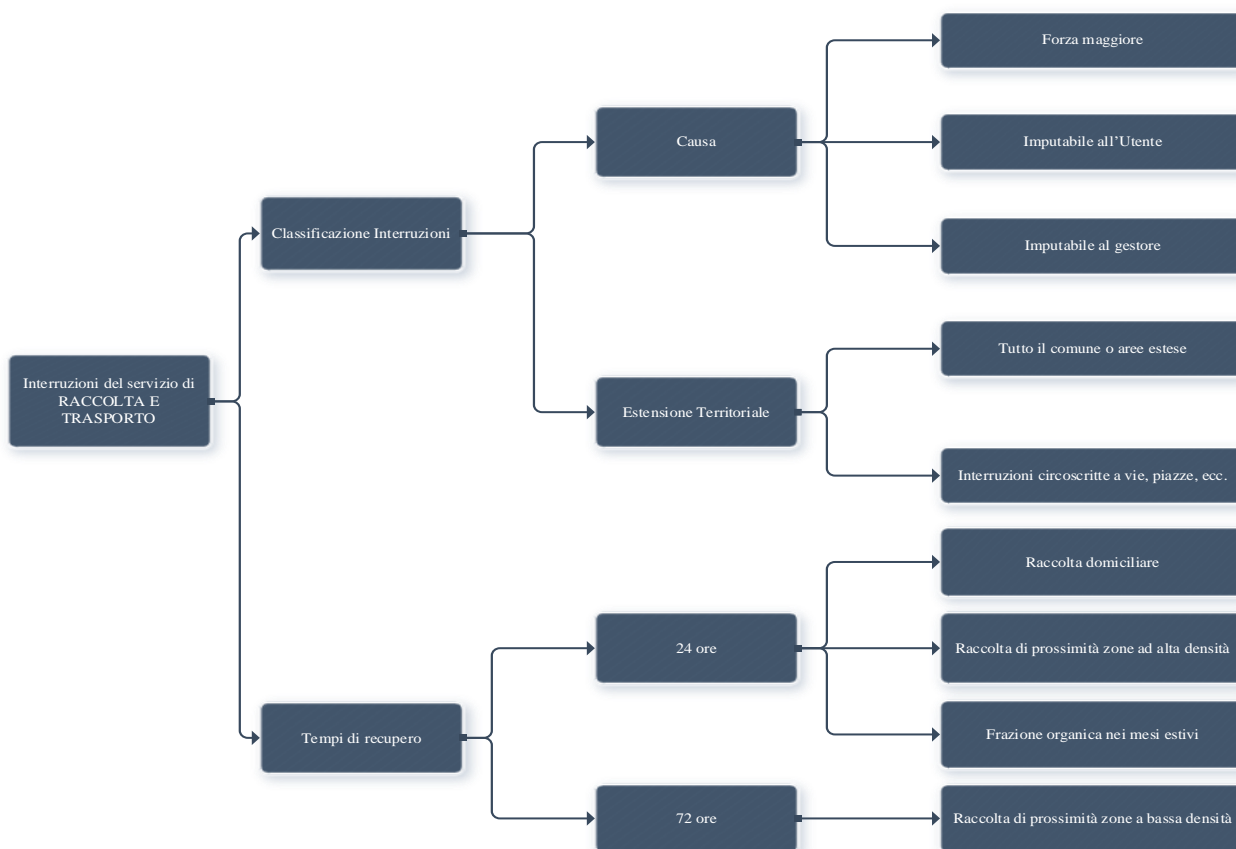 Forza maggiore
Causa
Imputabile all’Utente
Classificazione Interruzioni
Imputabile al gestore
Tutto il comune o aree estese
Interruzioni del servizio di
RACCOLTA E
TRASPORTO
Estensione Territoriale
Interruzioni circoscritte a vie, piazze, ecc.
Raccolta domiciliare
24 ore
Raccolta di prossimità zone ad alta densità
Tempi di recupero
Frazione organica nei mesi estivi
72 ore
Raccolta di prossimità zone a bassa densità